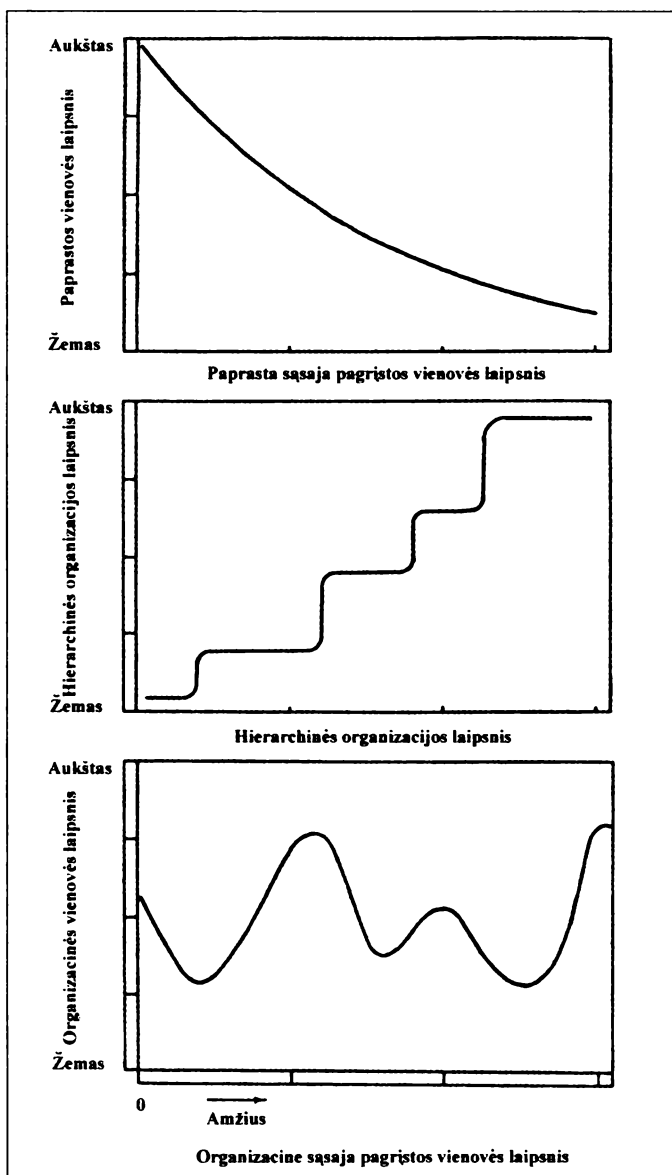 Aukštas
Paprastos vienovės laipsnis
Žemas
Paprasta sąsaja pagrįstos vienovės laipsnis
Aukštas
Hierarchinės organizacijos laipsnis
Žemas
Hierarchinės organizacijos laipsnis
Aukštas
Organizacinės vienovės laipsnis
Žemas
0
Amžius
Organizacine sąsaja pagrįstos vienovės laipsnis